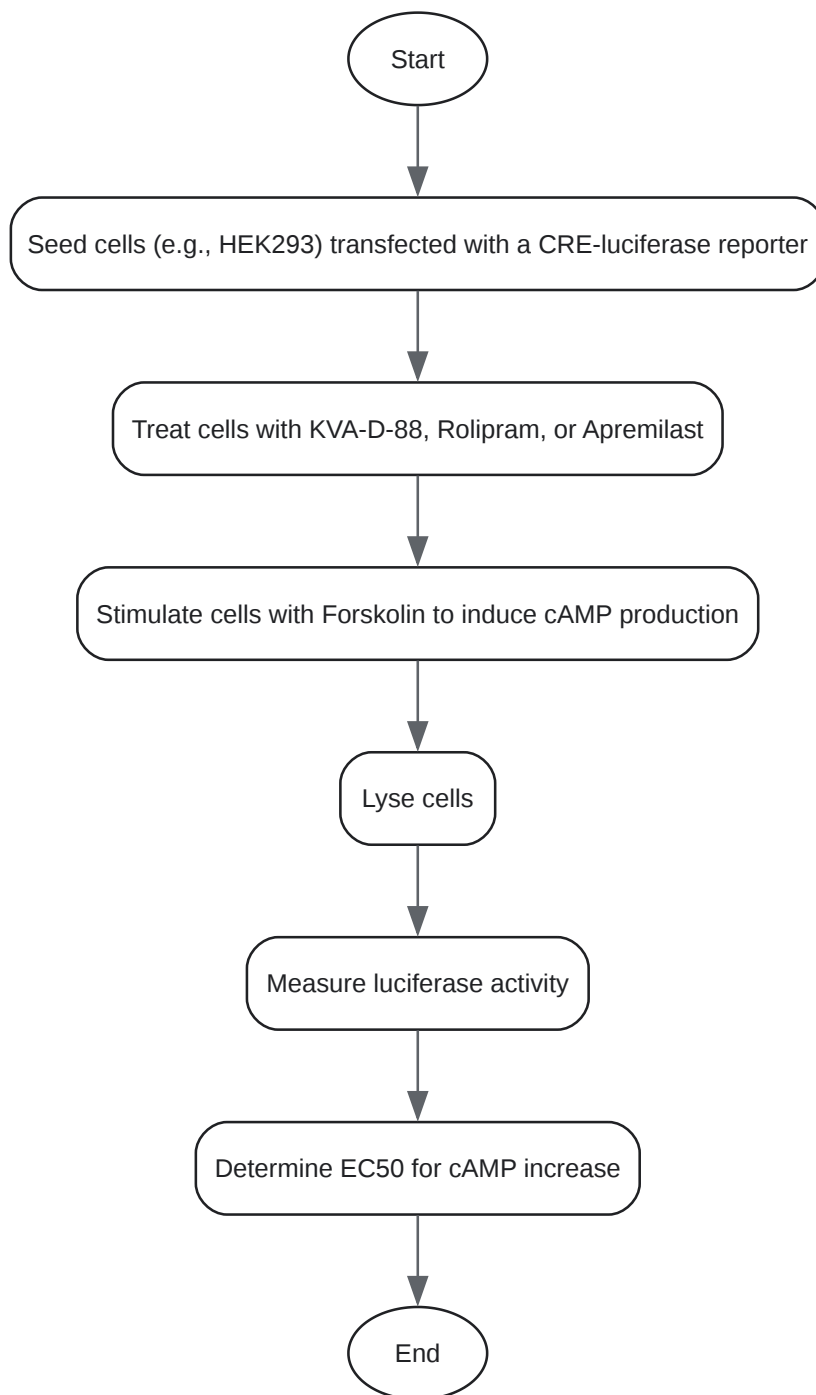 Start
Seed cells (e.g., HEK293) transfected with a CRE-luciferase reporter
Treat cells with KVA-D-88, Rolipram, or Apremilast
Stimulate cells with Forskolin to induce cAMP production
Lyse cells
Measure luciferase activity
Determine EC50 for cAMP increase
End